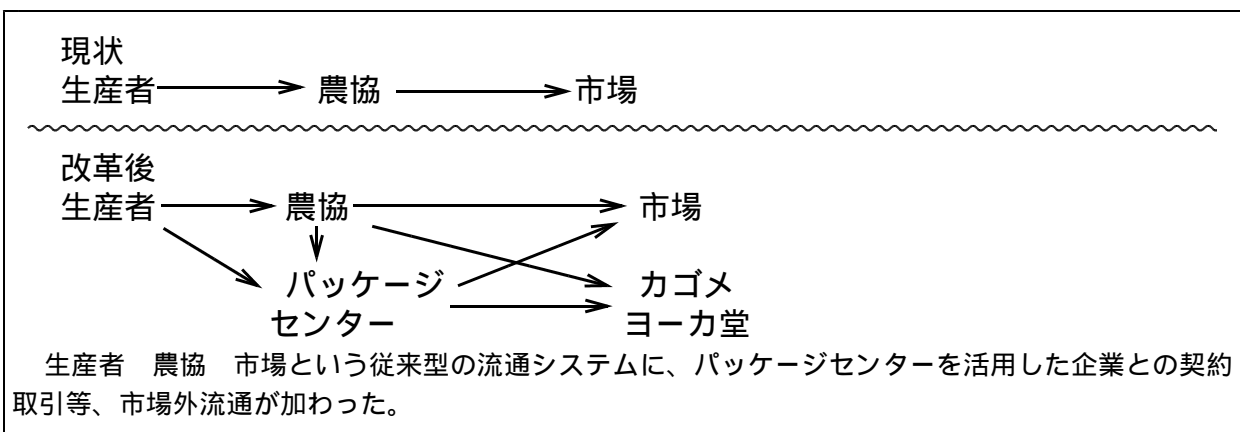 現状
生産者 農協 市場
改革後
生産者 農協 市場
パッケージ カゴメ
センター ヨーカ堂
生産者 農協 市場という従来型の流通システムに、パッケージセンターを活用した企業との契約
取引等、市場外流通が加わった。